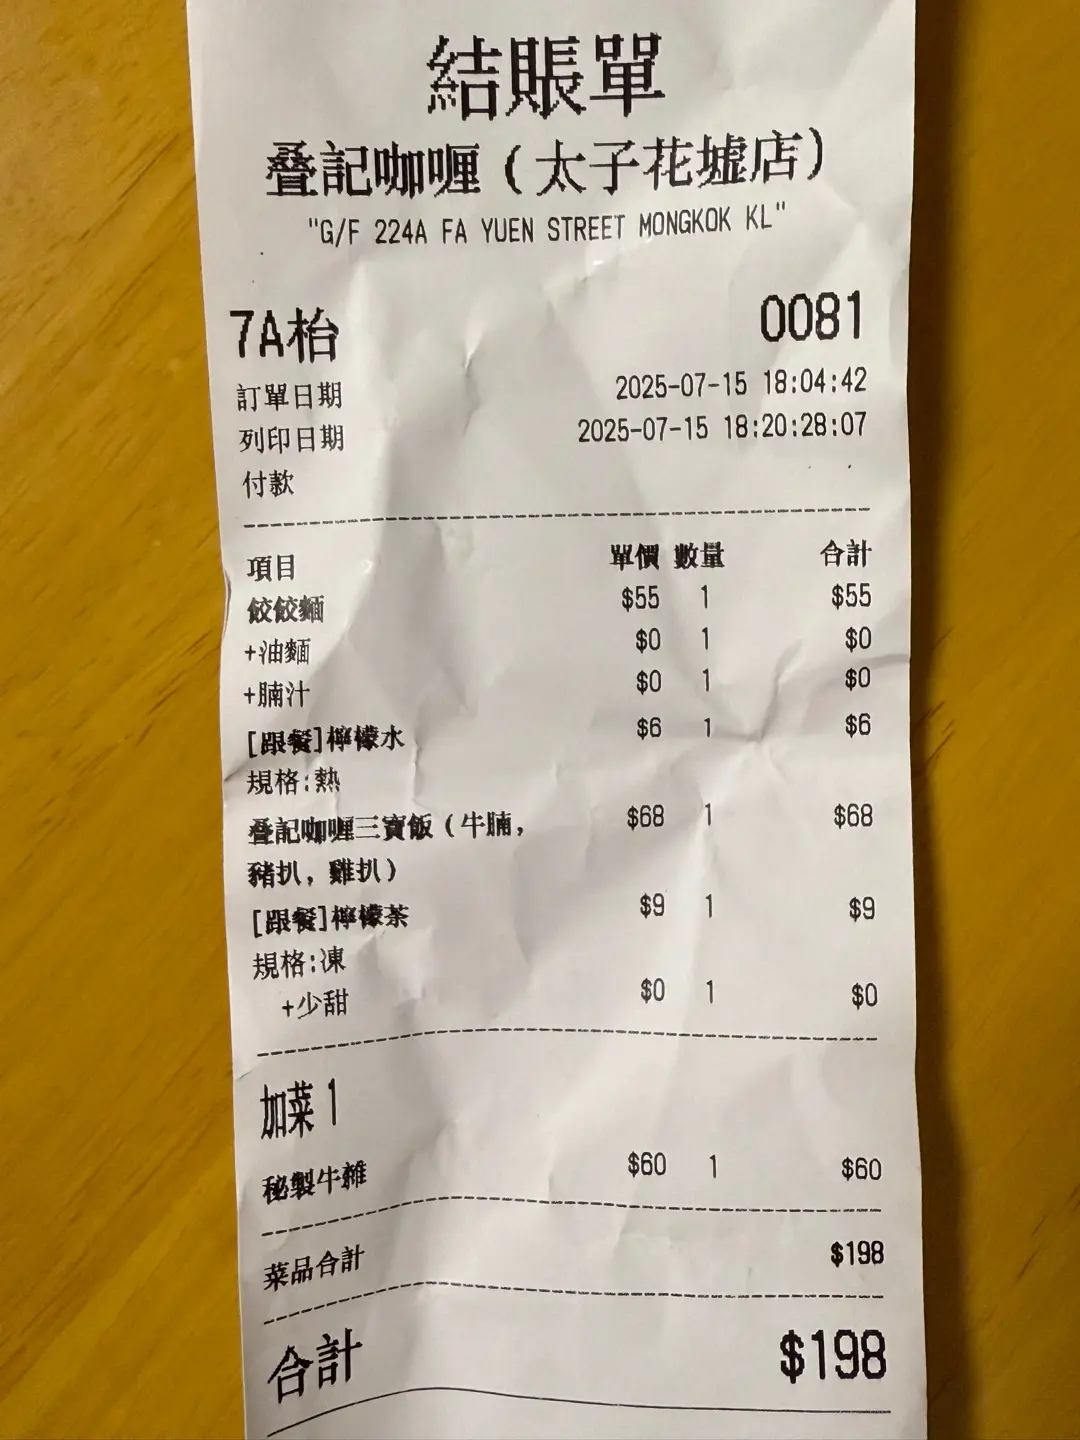 結賬單
叠記咖喱（太子花墟店）
"G/F 224A FA YUEN STREET MONGKOK KL"
7A枱 0081
訂單日期 2025-07-15 18:04:42
列印日期 2025-07-15 18:20:28:07
付款
項目 單價 數量 合計
餃餃麵 $55 1 $55
+油麵 $0 1 $0
+腩汁 $0 1 $0
[跟餐]檸檬水 $6 1 $6
規格:熱
叠記咖喱三寶飯（牛腩, $68 1 $68
豬扒, 雞扒）
[跟餐]檸檬茶 $9 1 $9
規格:凍
+少甜 $0 1 $0
加菜 1
秘製牛雜 $60 1 $60
菜品合計 $198
合計 $198